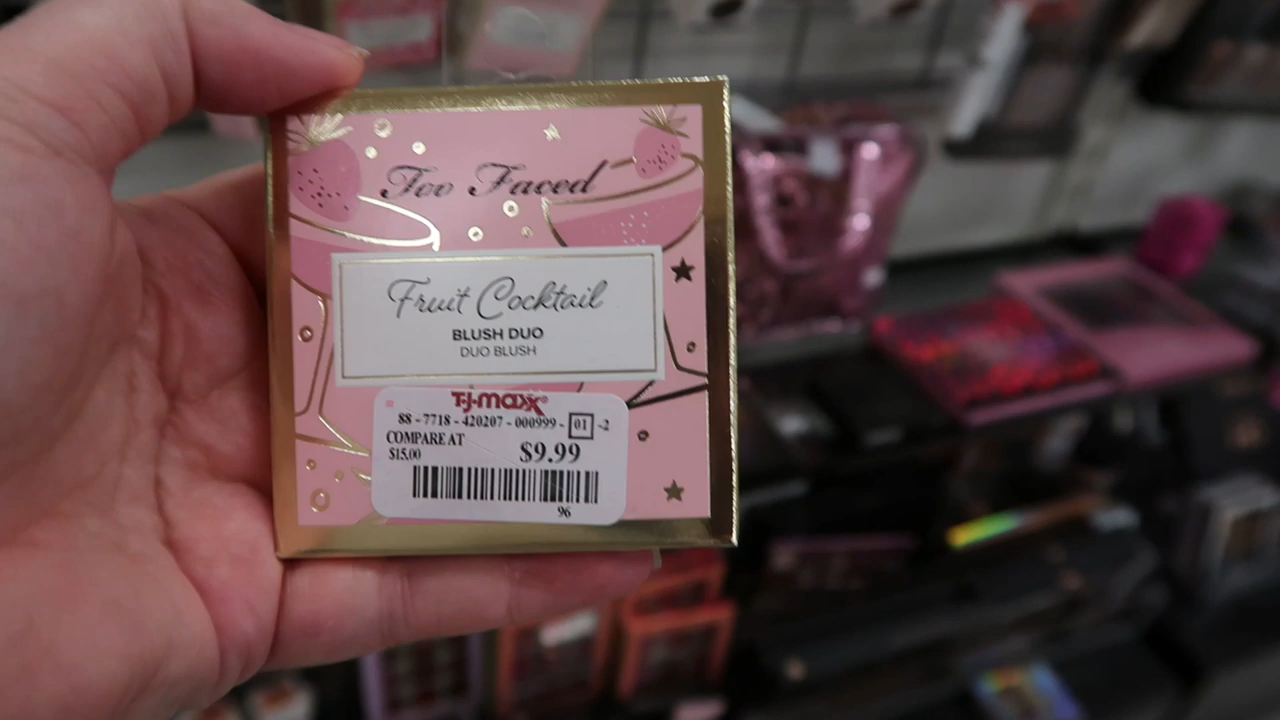 Too Faced
Fruit Cocktail
BLUSH DUO
DUO BLUSH
T•J•maxx®
88 - 7718 - 420207 - 000999 - 01 -2
COMPARE AT
$15.00
$9.99
96